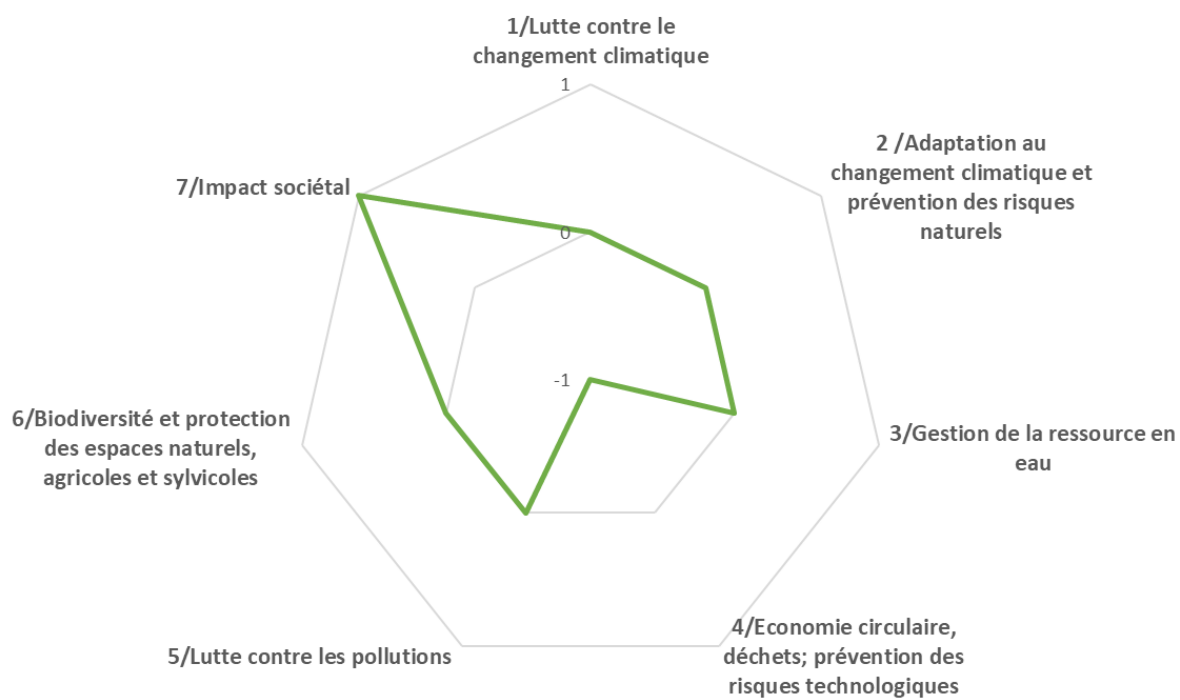 1/Lutte contre le
changement climatique
1
2 /Adaptation au
changement climatique et
prévention des risques
naturels
7/Impact sociétal
0
-1
6/Biodiversité et protection
des espaces naturels,
agricoles et sylvicoles
3/Gestion de la ressource en
eau
4/Economie circulaire,
déchets; prévention des
risques technologiques
5/Lutte contre les pollutions